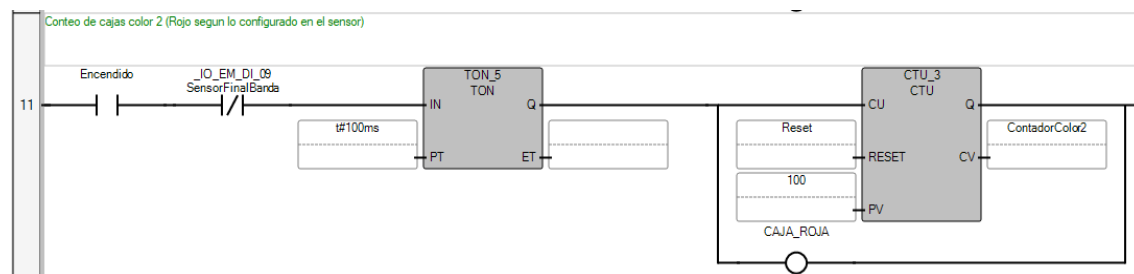 Conteo de cajas color 2 (Rojo segun lo configurado en el sensor)
11
Encendido
_IO_EM_DI_09
SensorFinalBanda
TON_5
TON
IN
Q
t#100ms
PT
ET
CTU_3
CTU
CU
Q
Reset
ContadorColor2
RESET
CV
100
PV
CAJA_ROJA